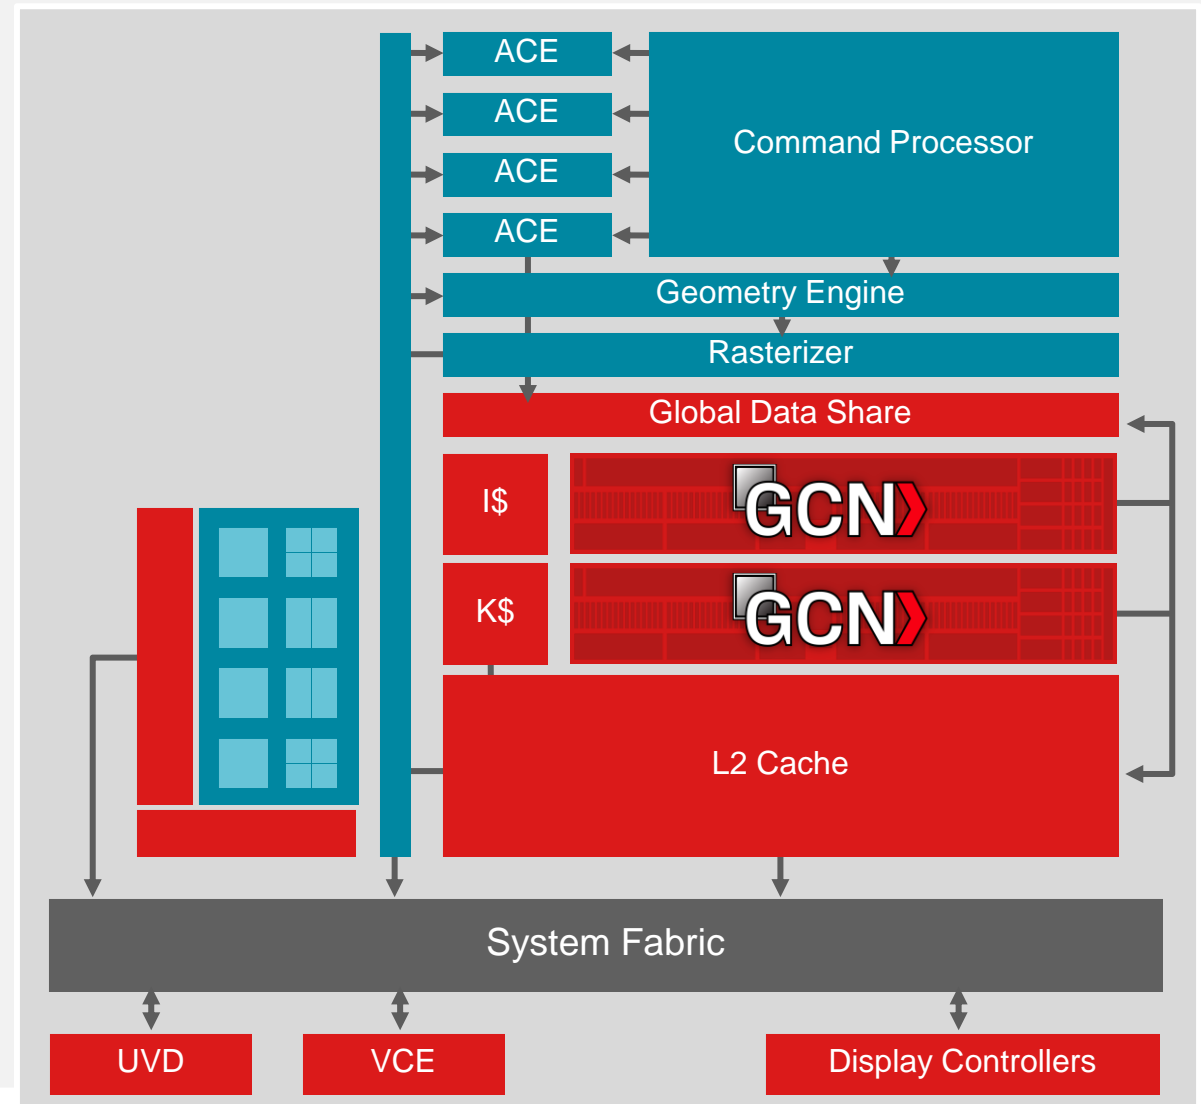 ACE
ACE
ACE
ACE
Command Processor
Geometry Engine
Rasterizer
Global Data Share
I$
GCN
K$
GCN
L2 Cache
System Fabric
UVD
VCE
Display Controllers